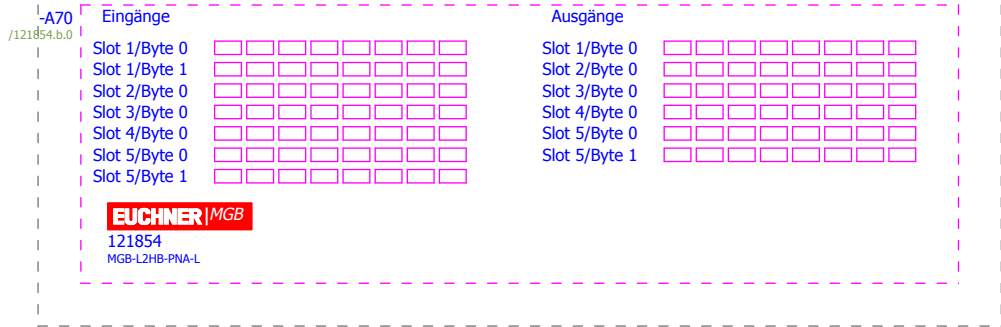 -A70
/121854.b.0
Eingänge
Slot 1/Byte 0
Slot 1/Byte 1
Slot 2/Byte 0
Slot 3/Byte 0
Slot 4/Byte 0
Slot 5/Byte 0
Slot 5/Byte 1
Ausgänge
Slot 1/Byte 0
Slot 2/Byte 0
Slot 3/Byte 0
Slot 4/Byte 0
Slot 5/Byte 0
Slot 5/Byte 1
EUCHNER|MGB
121854
MGB-L2HB-PNA-L